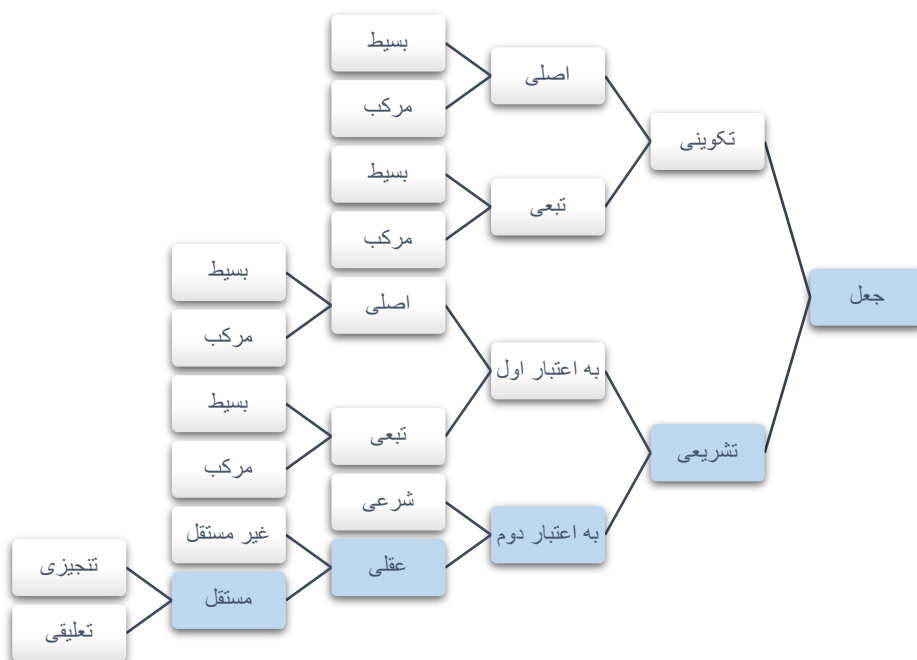 جعل
تکوینی
اصلی
بسیط
مرکب
تبعی
بسیط
مرکب
تشریعی
به اعتبار اول
اصلی
بسیط
مرکب
تبعی
بسیط
مرکب
به اعتبار دوم
شرعی
عقلی
غیر مستقل
مستقل
تنجیزی
تعلیقی